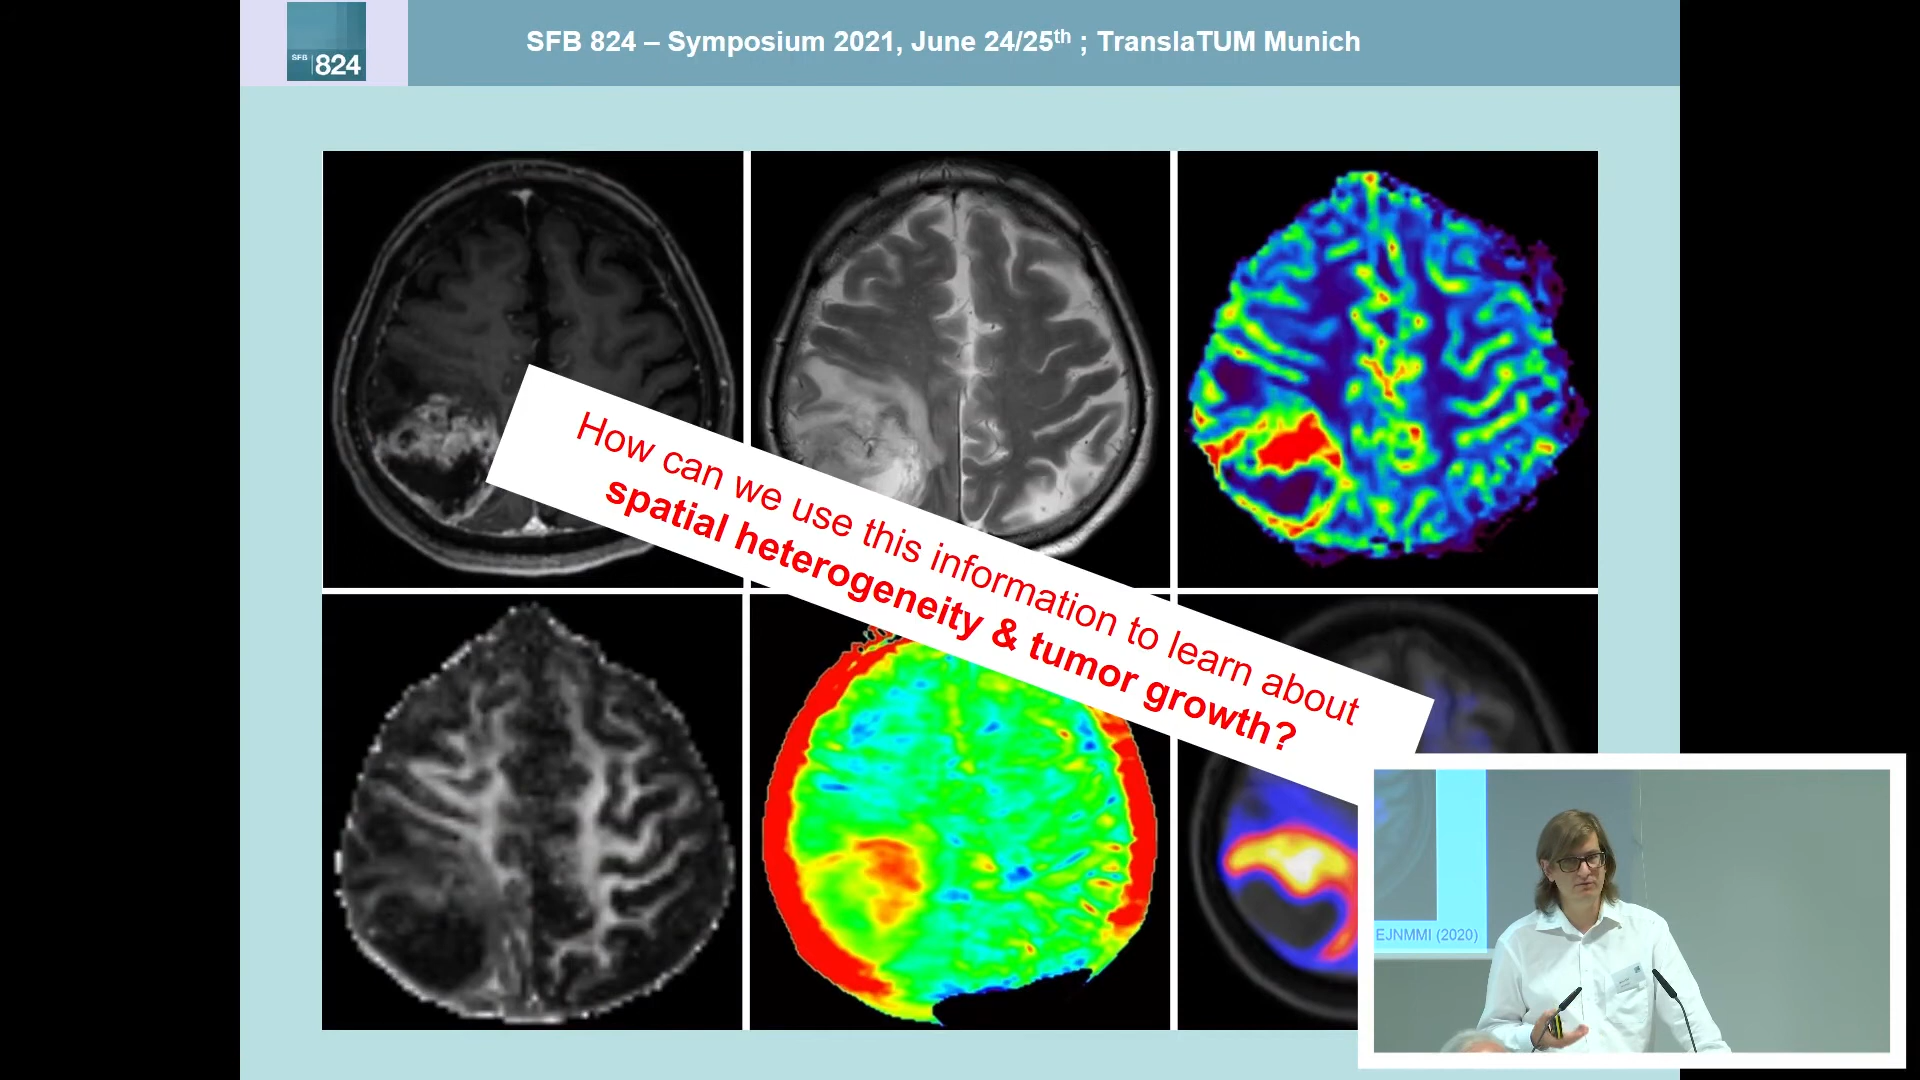 SFB 824
SFB 824 – Symposium 2021, June 24/25th ; TranslaTUM Munich
How can we use this information to learn about
spatial heterogeneity & tumor growth?
EJNMMI (2020)